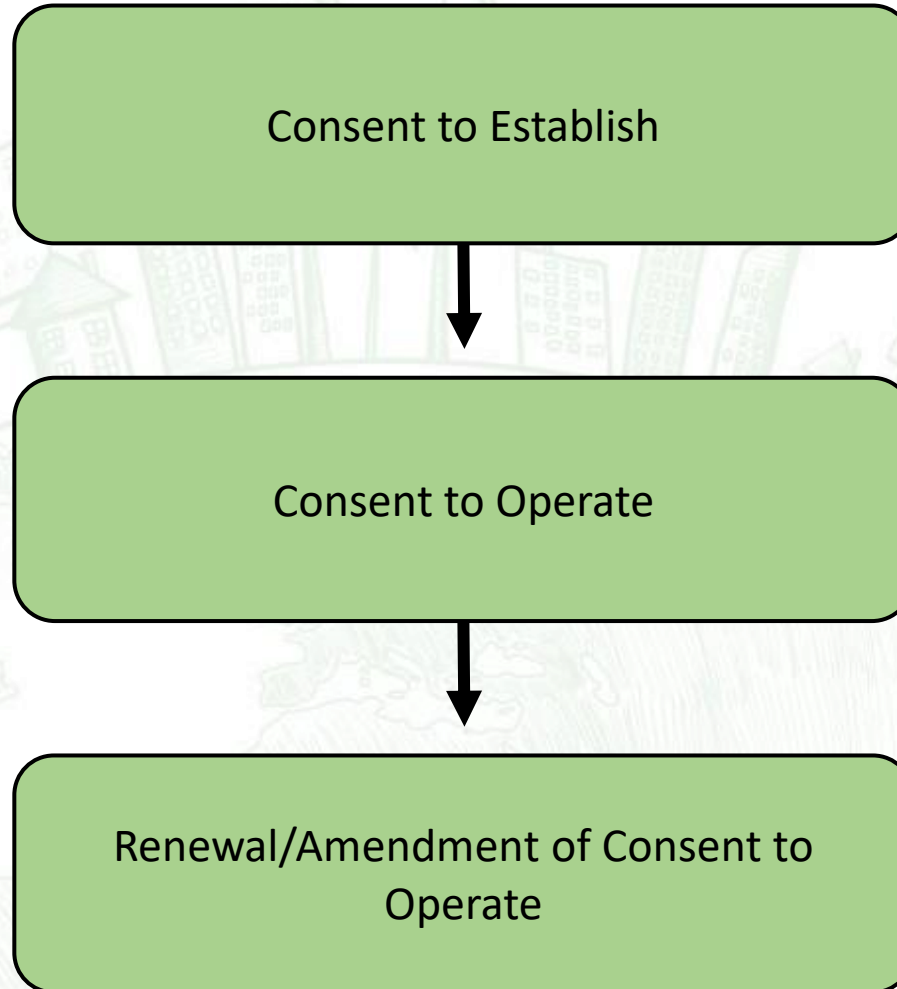 Consent to Establish
Consent to Operate
Renewal/Amendment of Consent to
Operate